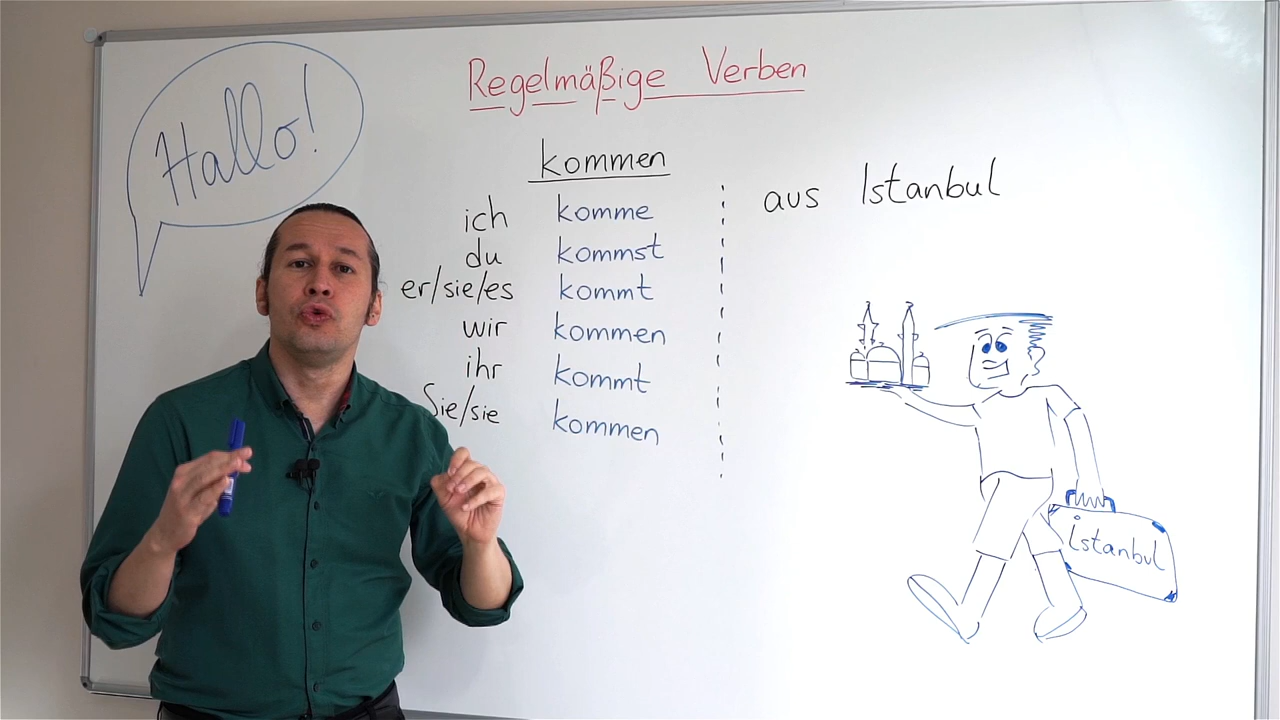 Hallo!
Regelmäßige Verben
kommen
aus Istanbul
ich komme
du kommst
er/sie/es kommt
wir kommen
ihr kommt
Sie/sie kommen
istanbul